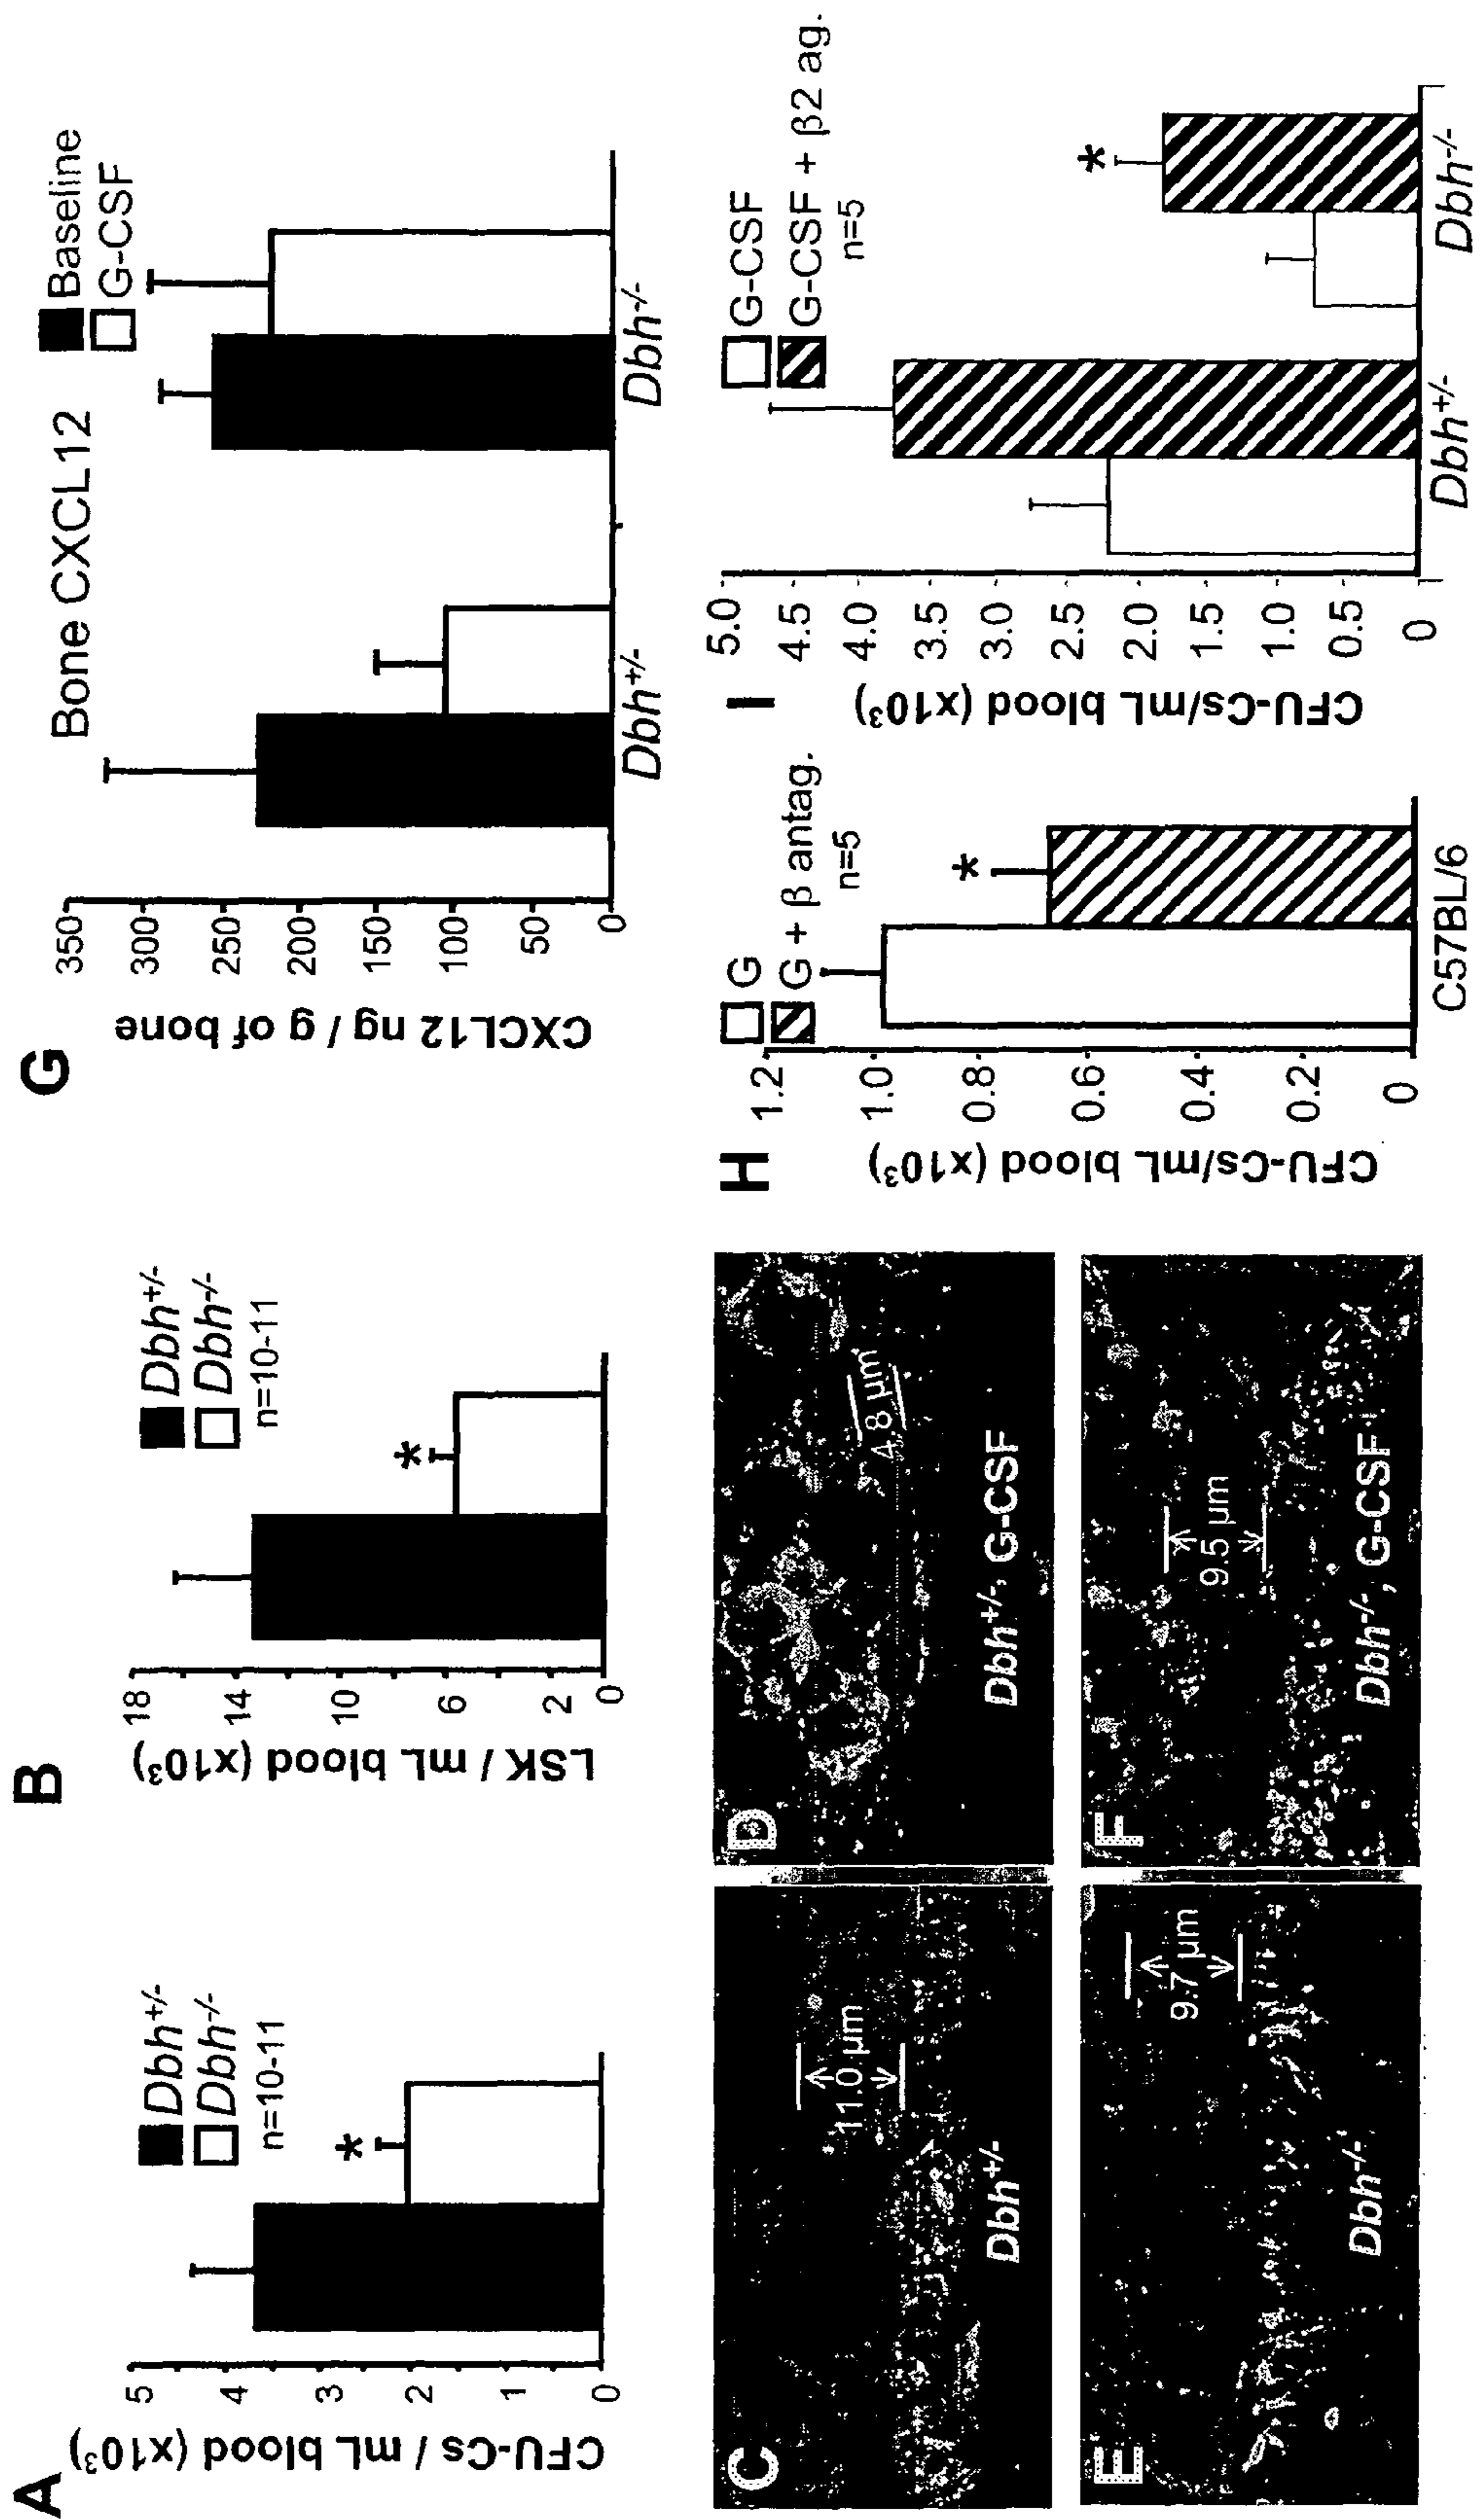 A
CFU-Cs / mL blood (x10³)
5
4
3
2
1
0
Dbh+/-
Dbh-/-
n=10-11
B
LSK / mL blood (x10³)
18
14
10
6
2
0
Dbh+/-
Dbh-/-
n=10-11
G
Bone CXCL12
CXCL12 ng / g of bone
350
300
250
200
150
100
50
0
Baseline
G-CSF
Dbh+/-
Dbh-/-
C
11.0 µm
Dbh+/-
D
4.8 µm
Dbh+/-, G-CSF
E
9.7 µm
Dbh-/-
F
9.5 µm
Dbh-/-, G-CSF
H
CFU-Cs/mL blood (x10³)
1.2
1.0
0.8
0.6
0.4
0.2
0
G
G + β antag.
n=5
*
C57BL/6
I
CFU-Cs/mL blood (x10³)
5.0
4.5
4.0
3.5
3.0
2.5
2.0
1.5
1.0
0.5
0
G-CSF
G-CSF + β2 ag.
n=5
*
Dbh+/-
Dbh-/-